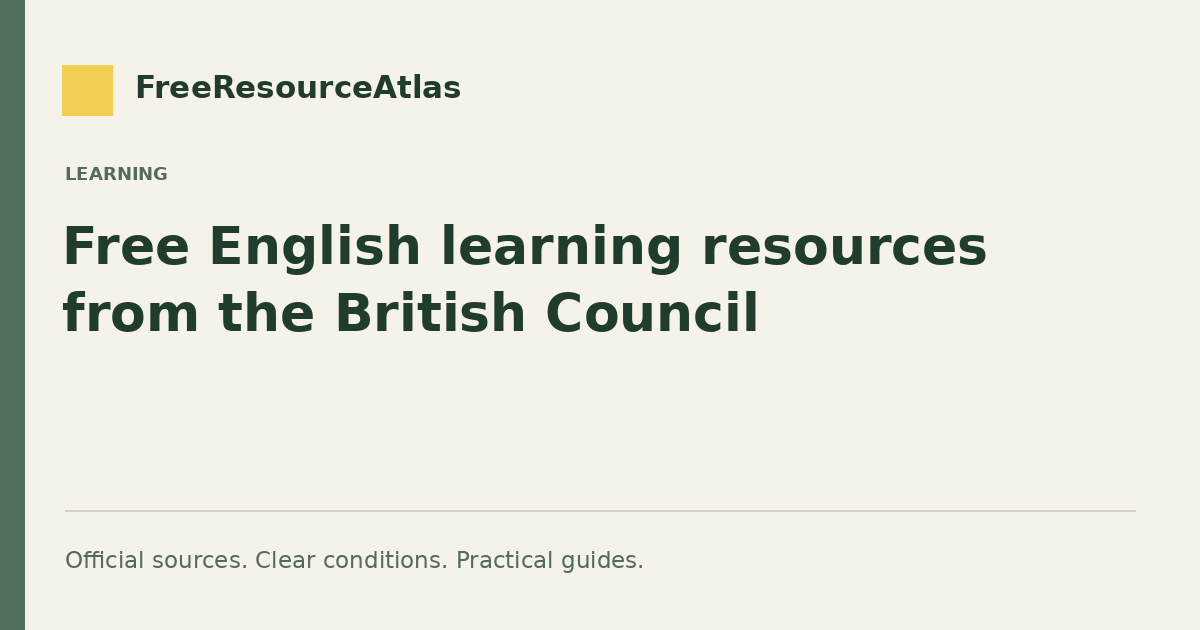 FreeResourceAtlas
LEARNING
Free English learning resources
from the British Council
Official sources. Clear conditions. Practical guides.